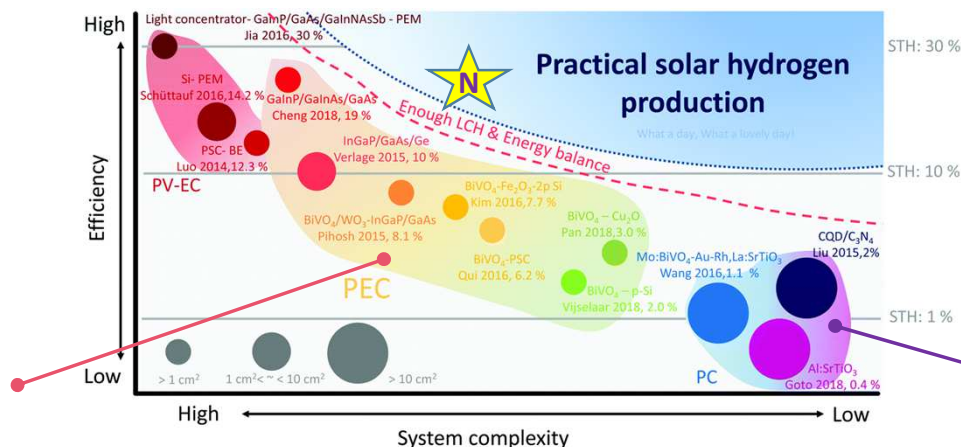 High
Light concentrator- GaInP/GaAs/GaInNAsSb - PEM
Jia 2016, 30 %
STH: 30 %
N
Practical solar hydrogen
production
What a day, What a lovely day!
Si- PEM
Schüttauf 2016,14.2 %
GaInP/GaInAs/GaAs
Cheng 2018, 19 %
Enough LCH & Energy balance
PSC- BE
Luo 2014,12.3 %
InGaP/GaAs/Ge
Verlage 2015, 10 %
STH: 10 %
PV-EC
Efficiency
BiVO₄-Fe₂O₃-2p Si
Kim 2016,7.7 %
BiVO₄/WO₃-InGaP/GaAs
Pihosh 2015, 8.1 %
BiVO₄ – Cu₂O
Pan 2018,3.0 %
BiVO₄-PSC
Qui 2016, 6.2 %
CQD/C₃N₄
Liu 2015,2%
Mo:BiVO₄-Au-Rh,La:SrTiO₃
Wang 2016,1.1 %
PEC
BiVO₄ – p-Si
Vijselaar 2018, 2.0 %
STH: 1 %
PC
Al:SrTiO₃
Goto 2018, 0.4 %
Low
> 1 cm²
1 cm²< ~ < 10 cm²
> 10 cm²
High
Low
System complexity